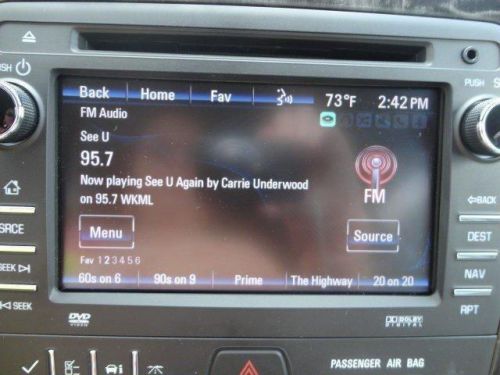 PUSH
Back Home Fav 73°F 2:42 PM
FM Audio
See U
95.7
Now playing See U Again by Carrie Underwood
on 95.7 WKML
FM
Menu Source
Fav 1 2 3 4 5 6
60s on 6 90s on 9 Prime The Highway 20 on 20
SRCE
SEEK
SEEK
PUSH
BACK
DEST
NAV
RPT
DVD
VIDEO
DOLBY
DIGITAL
PASSENGER AIR BAG